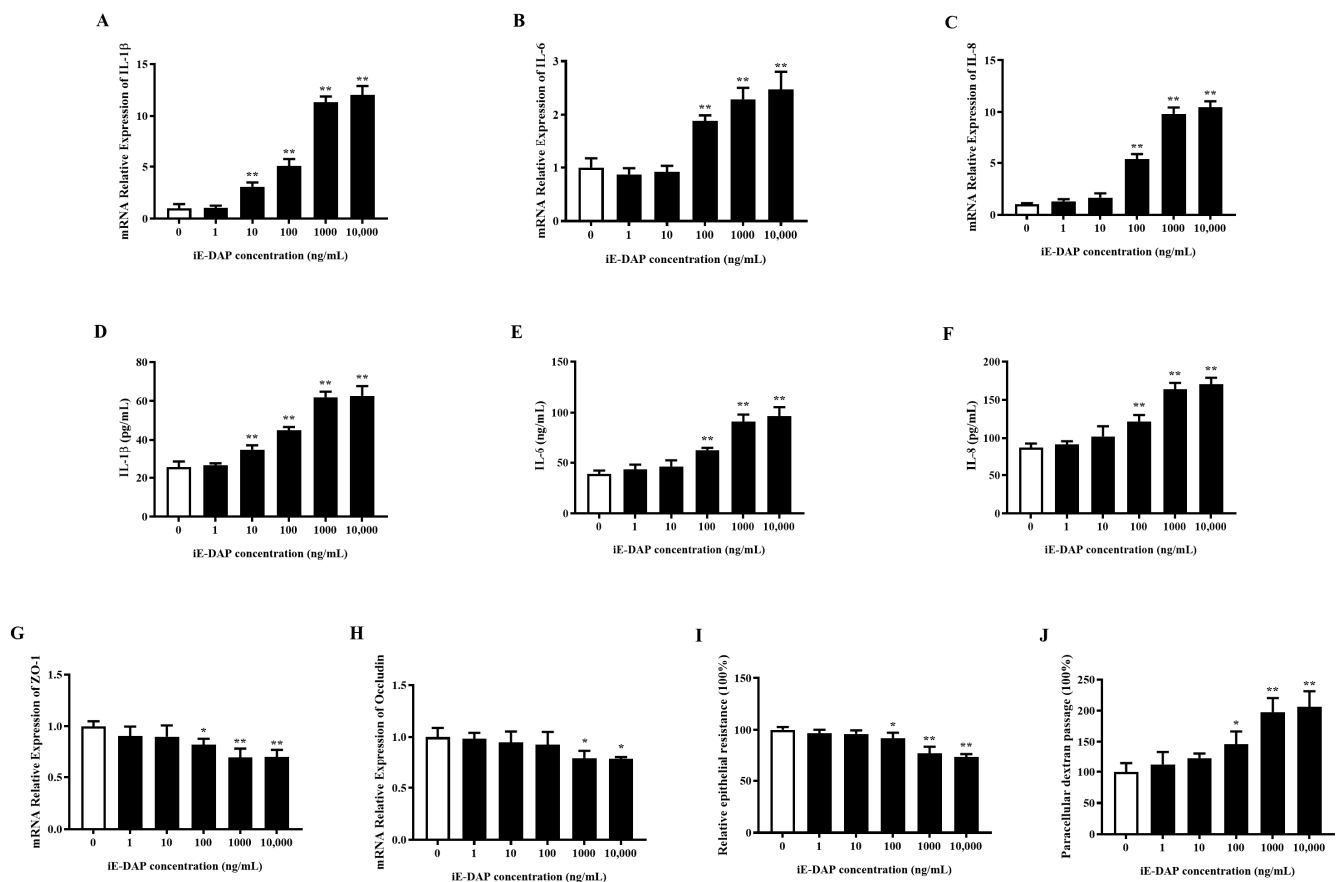 A
mRNA Relative Expression of IL-1β
15
10
5
0
** ** ** **
0 1 10 100 1000 10,000
iE-DAP concentration (ng/mL)
B
mRNA Relative Expression of IL-6
3
2
1
0
** ** **
0 1 10 100 1000 10,000
iE-DAP concentration (ng/mL)
C
mRNA Relative Expression of IL-8
15
10
5
0
** ** **
0 1 10 100 1000 10,000
iE-DAP concentration (ng/mL)
D
IL-1β (pg/mL)
80
60
40
20
0
** ** ** **
0 1 10 100 1000 10,000
iE-DAP concentration (ng/mL)
E
IL-6 (ng/mL)
150
100
50
0
** ** **
0 1 10 100 1000 10,000
iE-DAP concentration (ng/mL)
F
IL-8 (pg/mL)
200
150
100
50
0
** ** **
0 1 10 100 1000 10,000
iE-DAP concentration (ng/mL)
G
mRNA Relative Expression of ZO-1
1.5
1.0
0.5
0.0
* ** **
0 1 10 100 1000 10,000
iE-DAP concentration (ng/mL)
H
mRNA Relative Expression of Occludin
1.5
1.0
0.5
0.0
* *
0 1 10 100 1000 10,000
iE-DAP concentration (ng/mL)
I
Relative epithelial resistance (100%)
150
100
50
0
* ** **
0 1 10 100 1000 10,000
iE-DAP concentration (ng/mL)
J
Paracellular dextran passage (100%)
250
200
150
100
50
0
* ** **
0 1 10 100 1000 10,000
iE-DAP concentration (ng/mL)